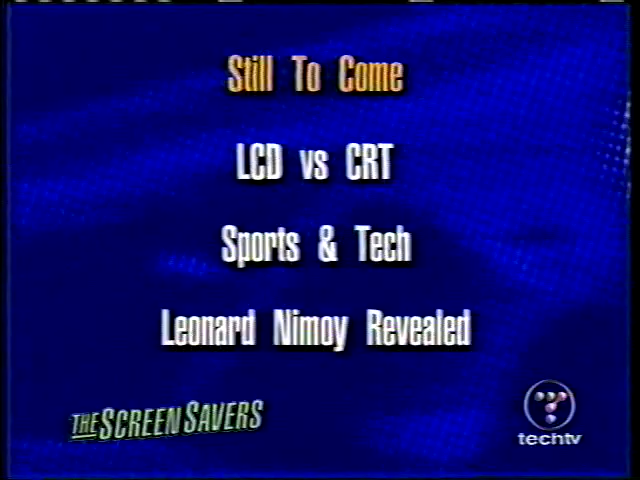 Still To Come
LCD vs CRT
Sports & Tech
Leonard Nimoy Revealed
THE SCREEN SAVERS
techtv